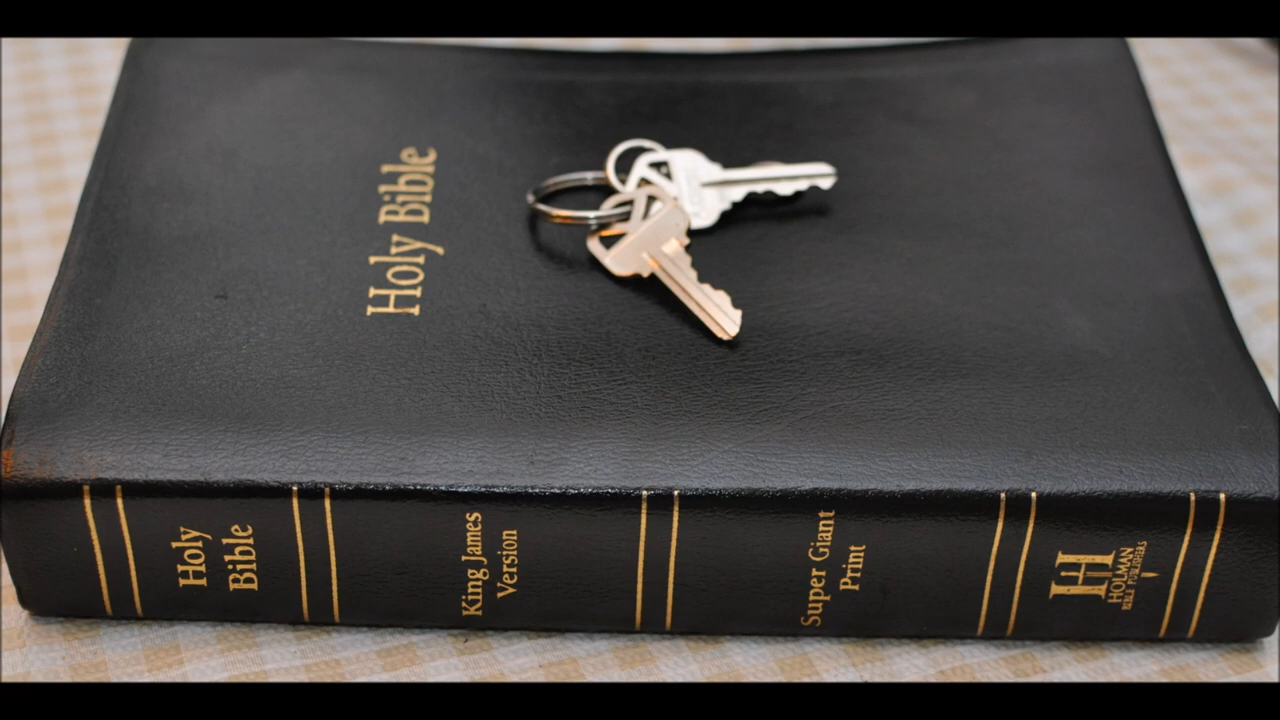 Holy Bible
Holy
Bible
King James
Version
Super Giant
Print
HOLMAN
BIBLE PUBLISHERS